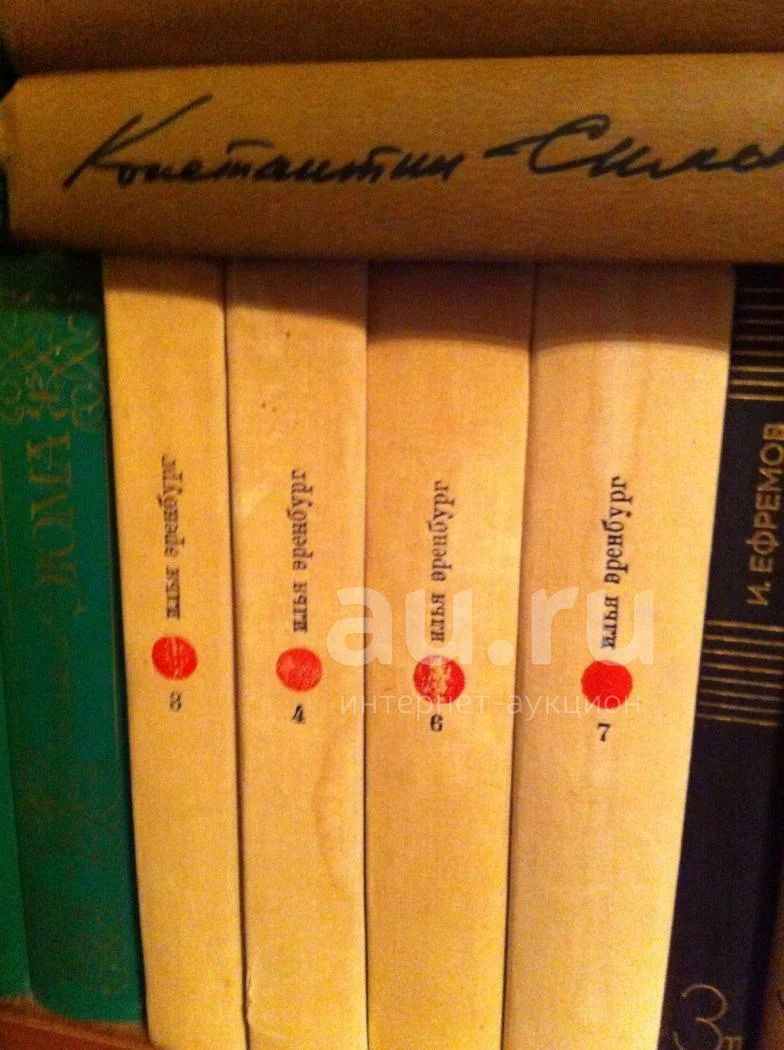 Константин Симо
ДЮМА
илья эренбург
3
илья эренбург
4
илья эренбург
6
илья эренбург
7
И. ЕФРЕМОВ
3
au.ru
интернет-аукцион